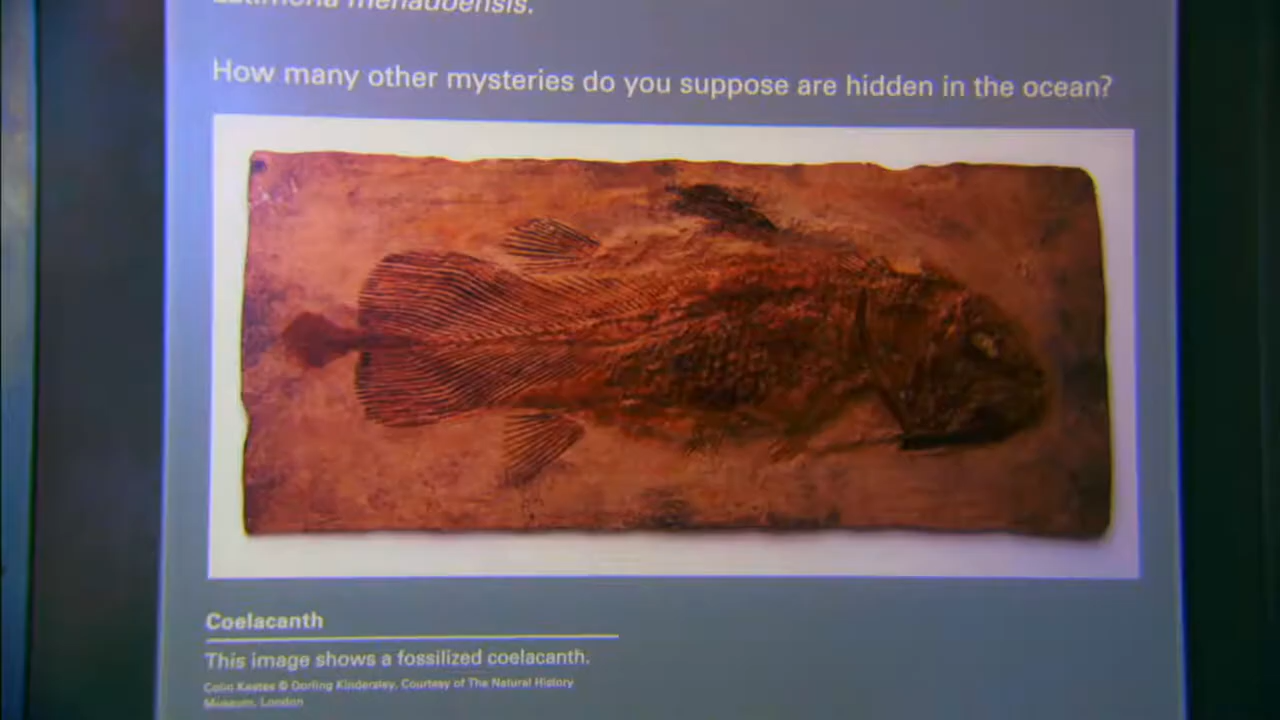 menadoensis.
How many other mysteries do you suppose are hidden in the ocean?
Coelacanth
This image shows a fossilized coelacanth.
Colin Keates © Dorling Kindersley, Courtesy of The Natural History
Museum, London